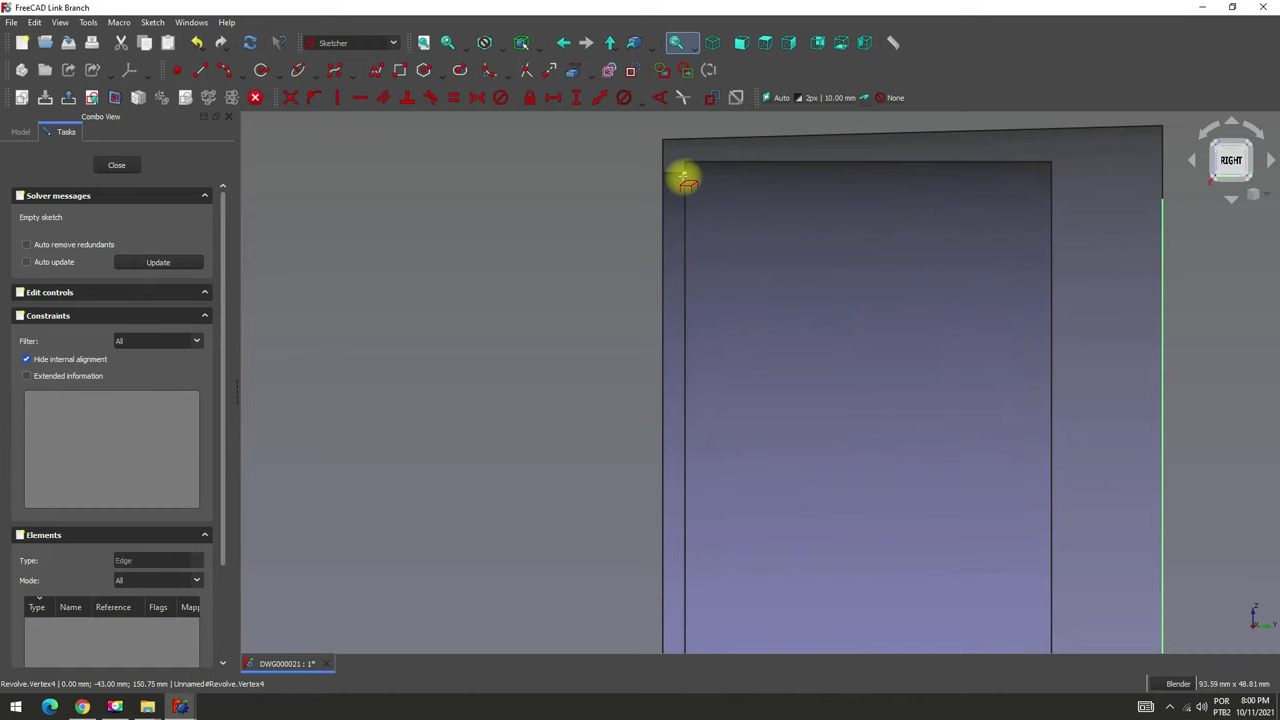 FreeCAD Link Branch
File Edit View Tools Macro Sketch Windows Help
Sketcher
Auto 2px | 10.00 mm None
Combo View
Model Tasks
Close
Solver messages
Empty sketch
Auto remove redundants
Auto update Update
Edit controls
Constraints
Filter: All
Hide internal alignment
Extended information
Elements
Type: Edge
Mode: All
Type Name Reference Flags Mapp
RIGHT
Z
X Y
DWG000021 : 1*
Revolve.Vertex4 | 0.00 mm; -43.00 mm; 150.75 mm | Unnamed#Revolve.Vertex4
Blender 93.59 mm x 48.81 mm
POR 8:00 PM
PTB2 10/11/2021